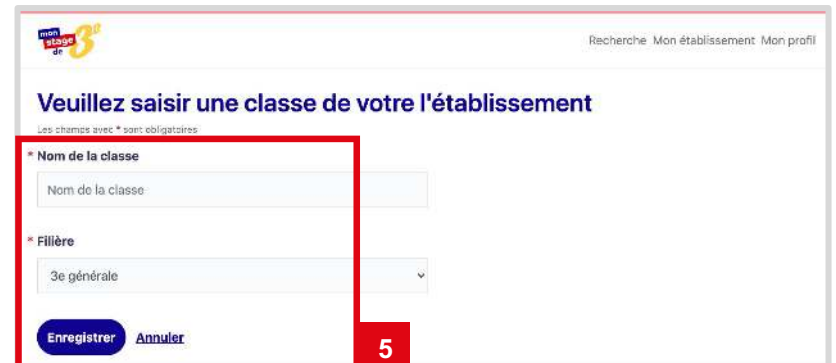 mon
stage
de 3e
Recherche Mon établissement Mon profil
Veuillez saisir une classe de votre l'établissement
Les champs avec * sont obligatoires
* Nom de la classe
Nom de la classe
* Filière
3e générale
Enregistrer Annuler
5